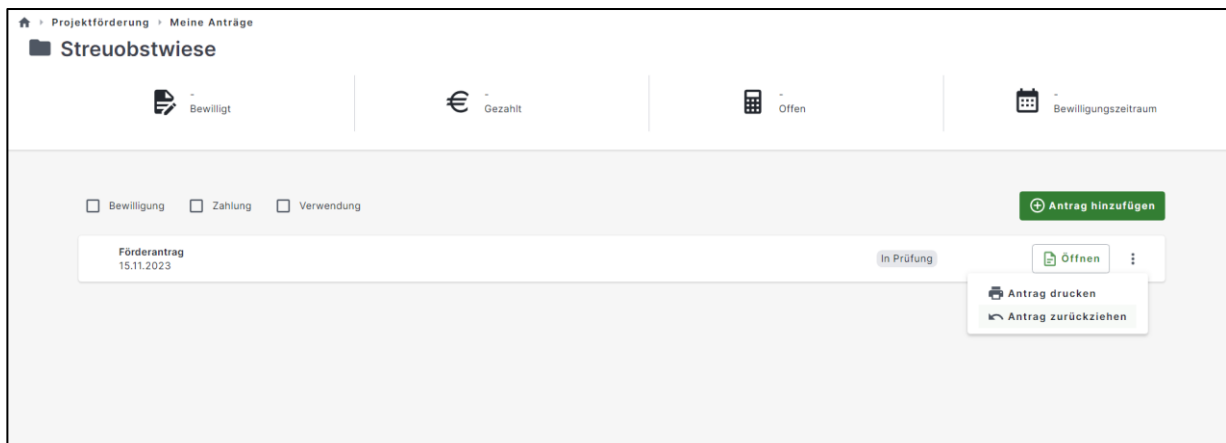 Projektförderung Meine Anträge
Streuobstwiese
-
Bewilligt
-
Gezahlt
-
Offen
-
Bewilligungszeitraum
Bewilligung Zahlung Verwendung
Antrag hinzufügen
Förderantrag
15.11.2023
In Prüfung
Öffnen
Antrag drucken
Antrag zurückziehen